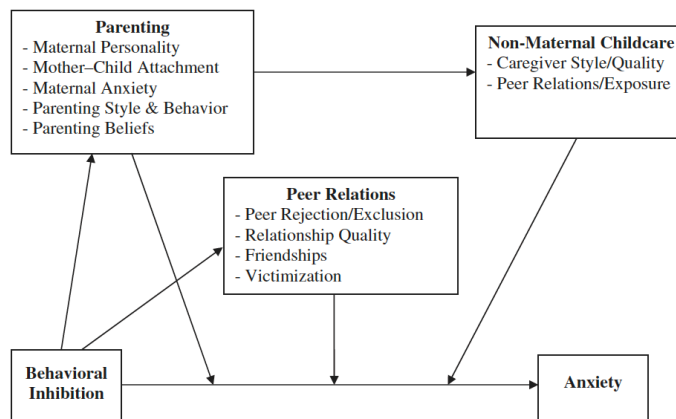 Parenting
- Maternal Personality
- Mother–Child Attachment
- Maternal Anxiety
- Parenting Style & Behavior
- Parenting Beliefs
Non-Maternal Childcare
- Caregiver Style/Quality
- Peer Relations/Exposure
Peer Relations
- Peer Rejection/Exclusion
- Relationship Quality
- Friendships
- Victimization
Behavioral
Inhibition
Anxiety